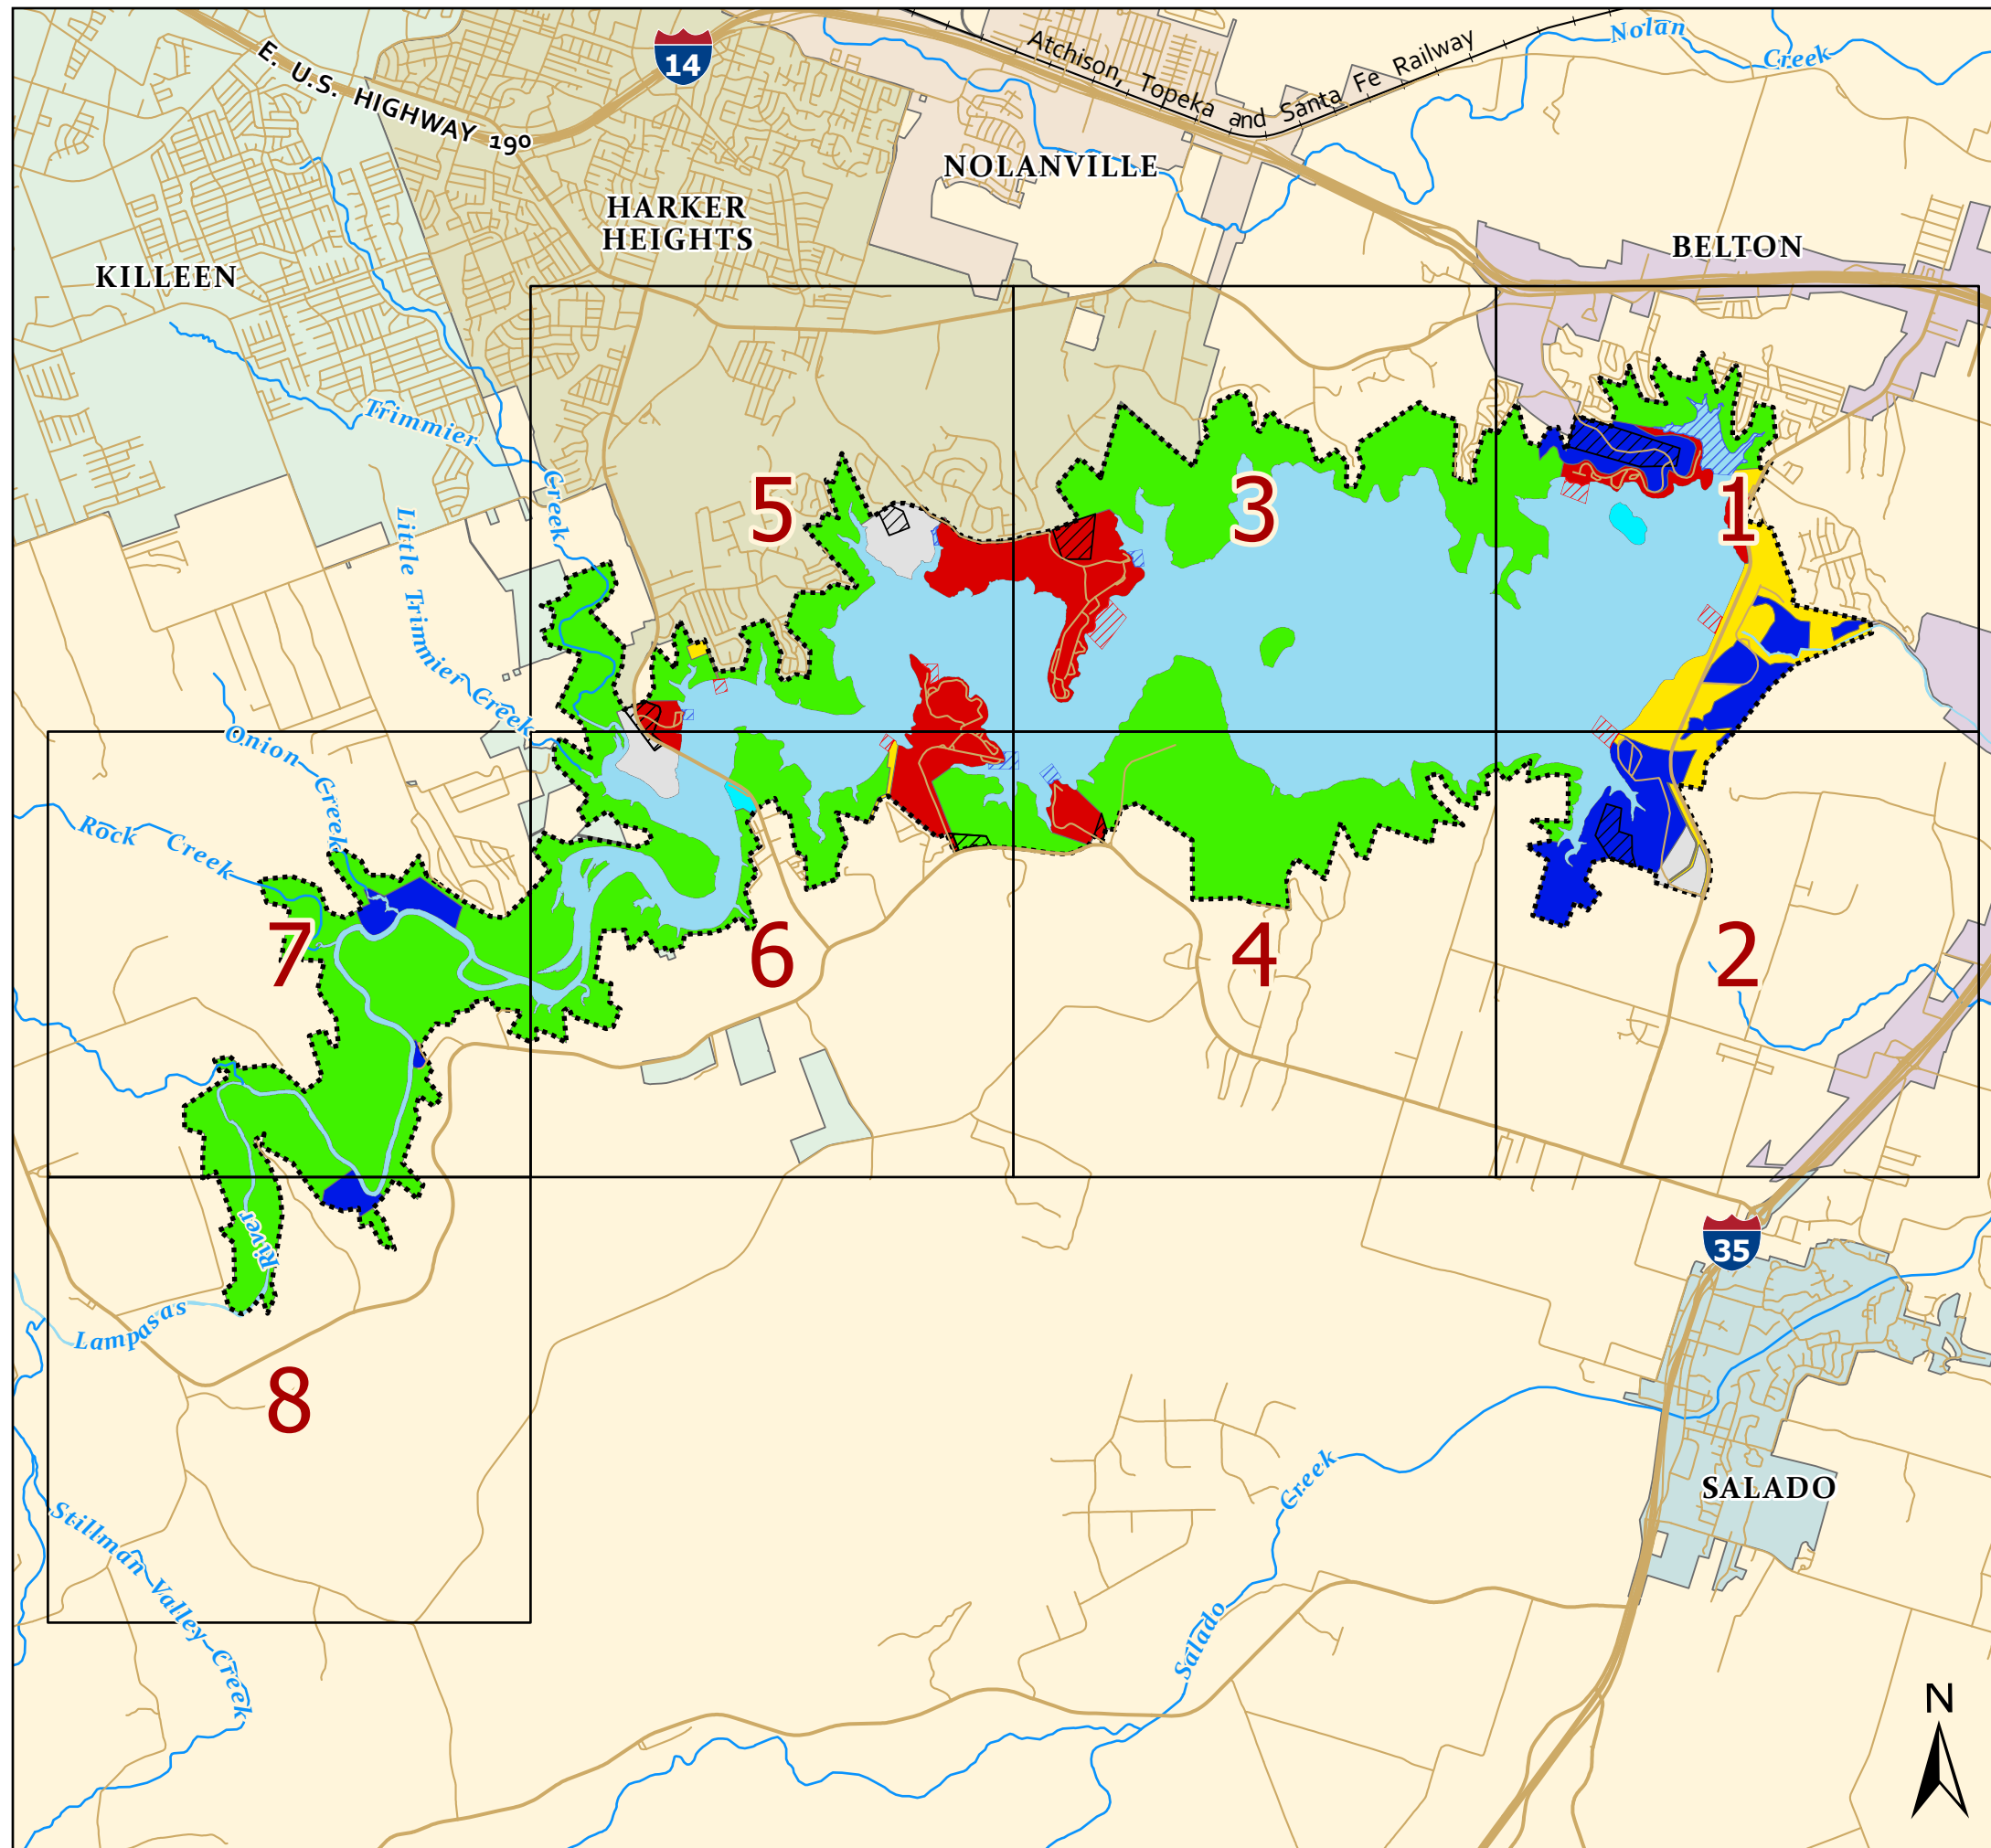 E. U.S. HIGHWAY 190
14
Atchison, Topeka and Santa Fe Railway
Nolan
Creek
NOLANVILLE
HARKER
HEIGHTS
BELTON
KILLEEN
Trimmier
Creek
Little Trimmier Creek
5
3
1
Onion
Creek
Rock Creek
7
6
4
2
River
Lampasas
35
8
SALADO
Creek
Salado
Stillman Valley Creek
N